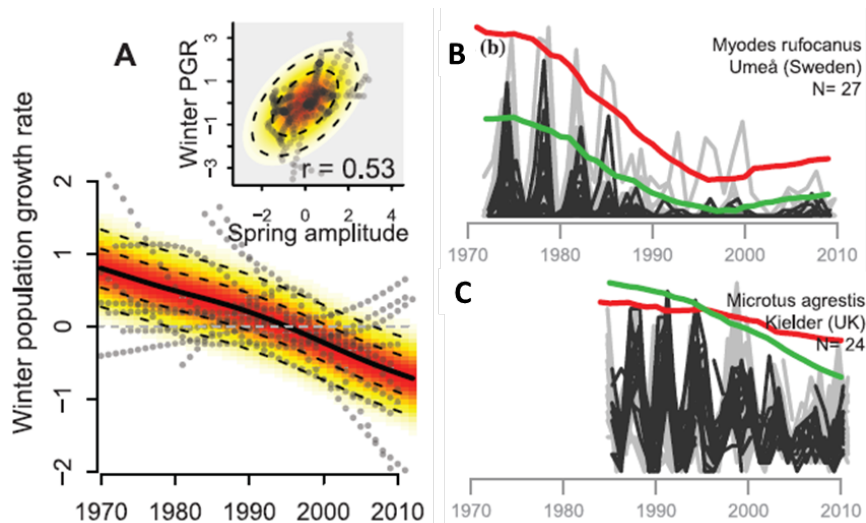 A
Winter PGR
3
1
−1
−3
r = 0.53
−2
0
2
4
Spring amplitude
Winter population growth rate
2
1
0
−1
−2
1970
1980
1990
2000
2010
B
(b)
Myodes rufocanus
Umeå (Sweden)
N= 27
1970
1980
1990
2000
2010
C
Microtus agrestis
Kielder (UK)
N= 24
1970
1980
1990
2000
2010